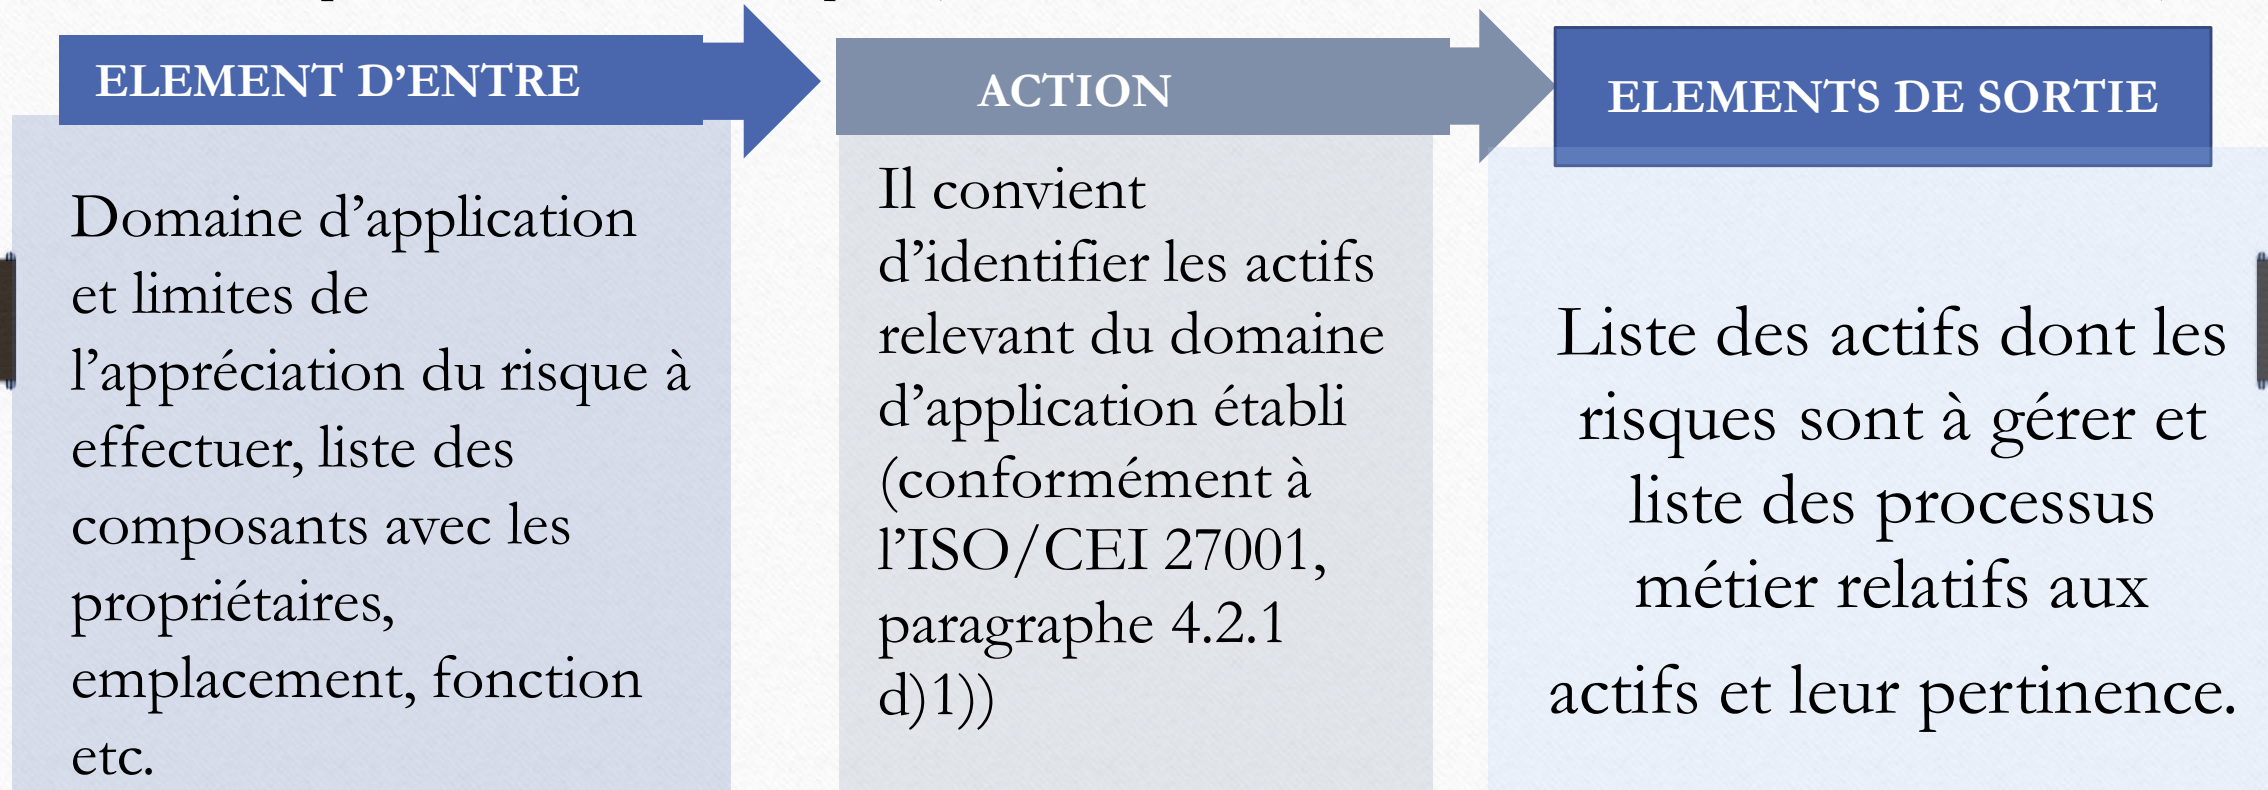 ELEMENT D’ENTRE
Domaine d’application
et limites de
l’appréciation du risque à
effectuer, liste des
composants avec les
propriétaires,
emplacement, fonction
etc.
ACTION
Il convient
d’identifier les actifs
relevant du domaine
d’application établi
(conformément à
l’ISO/CEI 27001,
paragraphe 4.2.1
d)1))
ELEMENTS DE SORTIE
Liste des actifs dont les
risques sont à gérer et
liste des processus
métier relatifs aux
actifs et leur pertinence.